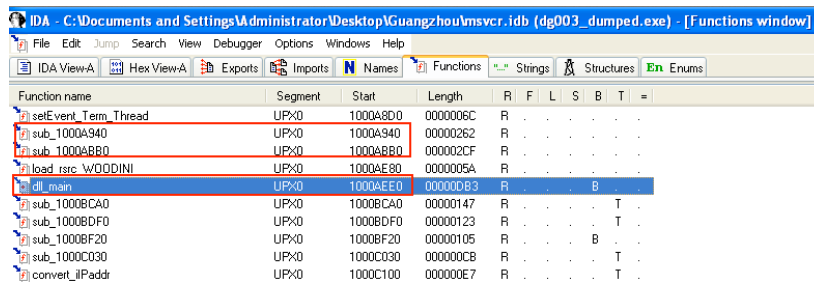 IDA - C:\Documents and Settings\Administrator\Desktop\Guangzhou\msvcr.idb (dg003_dumped.exe) - [Functions window]
File Edit Jump Search View Debugger Options Windows Help
IDA View-A Hex View-A Exports Imports N Names Functions "..." Strings Structures En Enums
Function name Segment Start Length R F L S B T =
setEvent_Term_Thread UPX0 1000A8D0 0000006C R . . . . . .
sub_1000A940 UPX0 1000A940 00000262 R . . . . . .
sub_1000ABB0 UPX0 1000ABB0 000002CF R . . . . . .
load_rsrc_WOODINI UPX0 1000AE80 0000005A R . . . . . .
dll_main UPX0 1000AEE0 00000DB3 R . . . B . .
sub_1000BCA0 UPX0 1000BCA0 00000147 R . . . . T .
sub_1000BDF0 UPX0 1000BDF0 00000123 R . . . . T .
sub_1000BF20 UPX0 1000BF20 00000105 R . . . B . .
sub_1000C030 UPX0 1000C030 000000CB R . . . . T .
convert_ilPaddr UPX0 1000C100 000000E7 R . . . . T .